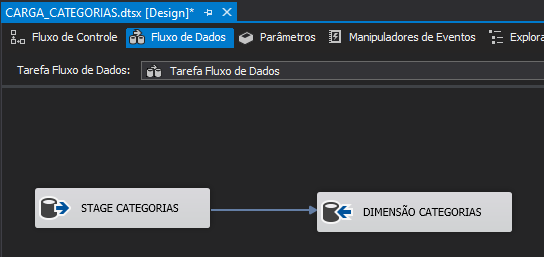 CARGA_CATEGORIAS.dtsx [Design]*
Fluxo de Controle Fluxo de Dados Parâmetros Manipuladores de Eventos Explora
Tarefa Fluxo de Dados: Tarefa Fluxo de Dados
STAGE CATEGORIAS DIMENSÃO CATEGORIAS